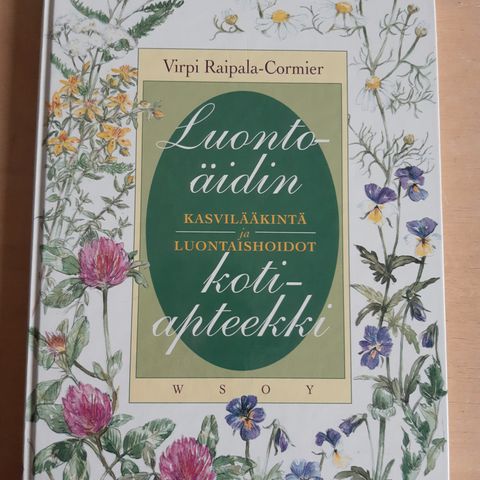 Virpi Raipala-Cormier
Luonto-
äidin
KASVILÄÄKINTÄ
ja
LUONTAISHOIDOT
koti-
apteekki
WSOY